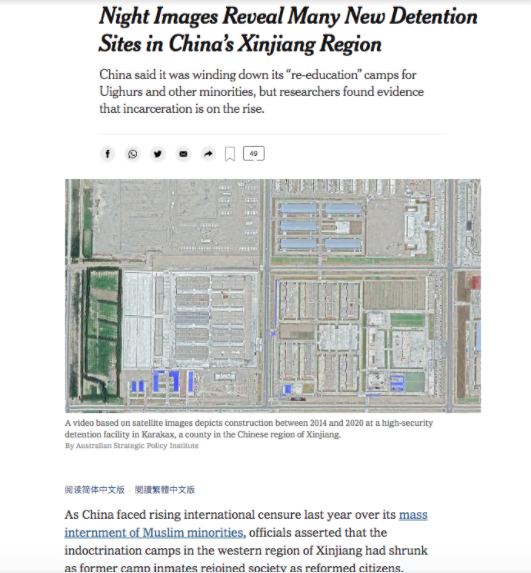 Night Images Reveal Many New Detention
Sites in China's Xinjiang Region
China said it was winding down its "re-education" camps for
Uighurs and other minorities, but researchers found evidence
that incarceration is on the rise.
49
A video based on satellite images depicts construction between 2014 and 2020 at a high-security
detention facility in Karakax, a county in the Chinese region of Xinjiang.
By Australian Strategic Policy Institute
阅读简体中文版 · 閱讀繁體中文版
As China faced rising international censure last year over its mass
internment of Muslim minorities, officials asserted that the
indoctrination camps in the western region of Xinjiang had shrunk
as former camp inmates rejoined society as reformed citizens.